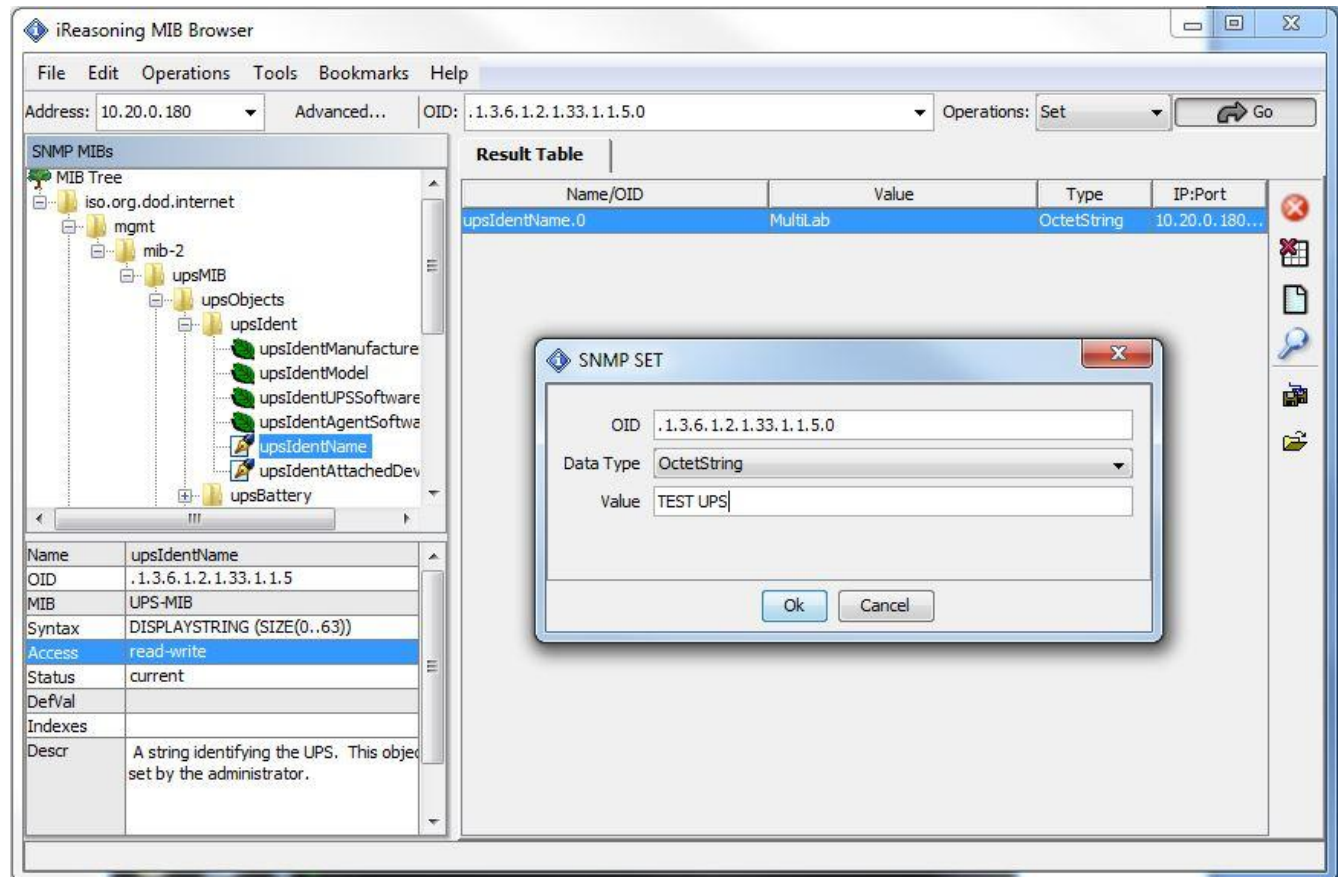 iReasoning MIB Browser
File Edit Operations Tools Bookmarks Help
Address: 10.20.0.180 Advanced... OID: .1.3.6.1.2.1.33.1.1.5.0 Operations: Set Go
SNMP MIBs
MIB Tree
iso.org.dod.internet
mgmt
mib-2
upsMIB
upsObjects
upsIdent
upsIdentManufacture
upsIdentModel
upsIdentUPSSoftware
upsIdentAgentSoftwa
upsIdentName
upsIdentAttachedDev
upsBattery
Name upsIdentName
OID .1.3.6.1.2.1.33.1.1.5
MIB UPS-MIB
Syntax DISPLAYSTRING (SIZE(0..63))
Access read-write
Status current
DefVal
Indexes
Descr A string identifying the UPS. This objec
set by the administrator.
Result Table
Name/OID Value Type IP:Port
upsIdentName.0 MultiLab OctetString 10.20.0.180...
SNMP SET
OID .1.3.6.1.2.1.33.1.1.5.0
Data Type OctetString
Value TEST UPS
Ok Cancel